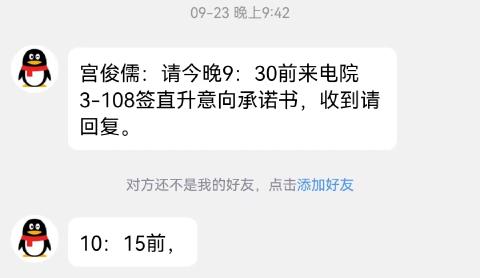 09-23 晚上9:42
宫俊儒：请今晚9：30前来电院
3-108签直升意向承诺书，收到请
回复。
对方还不是我的好友，点击添加好友
10：15前，